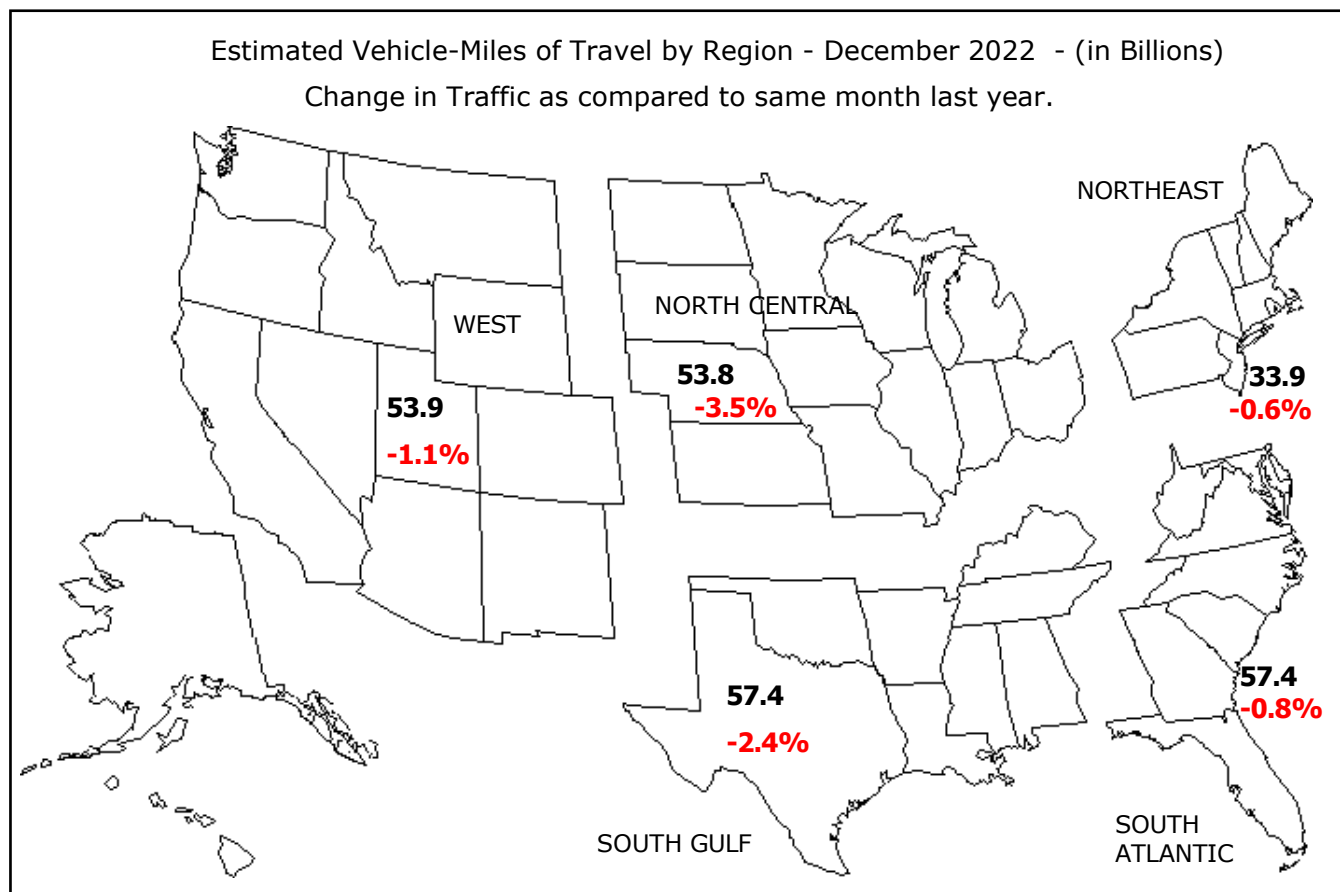 Estimated Vehicle-Miles of Travel by Region - December 2022 - (in Billions)
Change in Traffic as compared to same month last year.
NORTHEAST
33.9
-0.6%
WEST
53.9
-1.1%
NORTH CENTRAL
53.8
-3.5%
SOUTH GULF
57.4
-2.4%
57.4
-0.8%
SOUTH
ATLANTIC